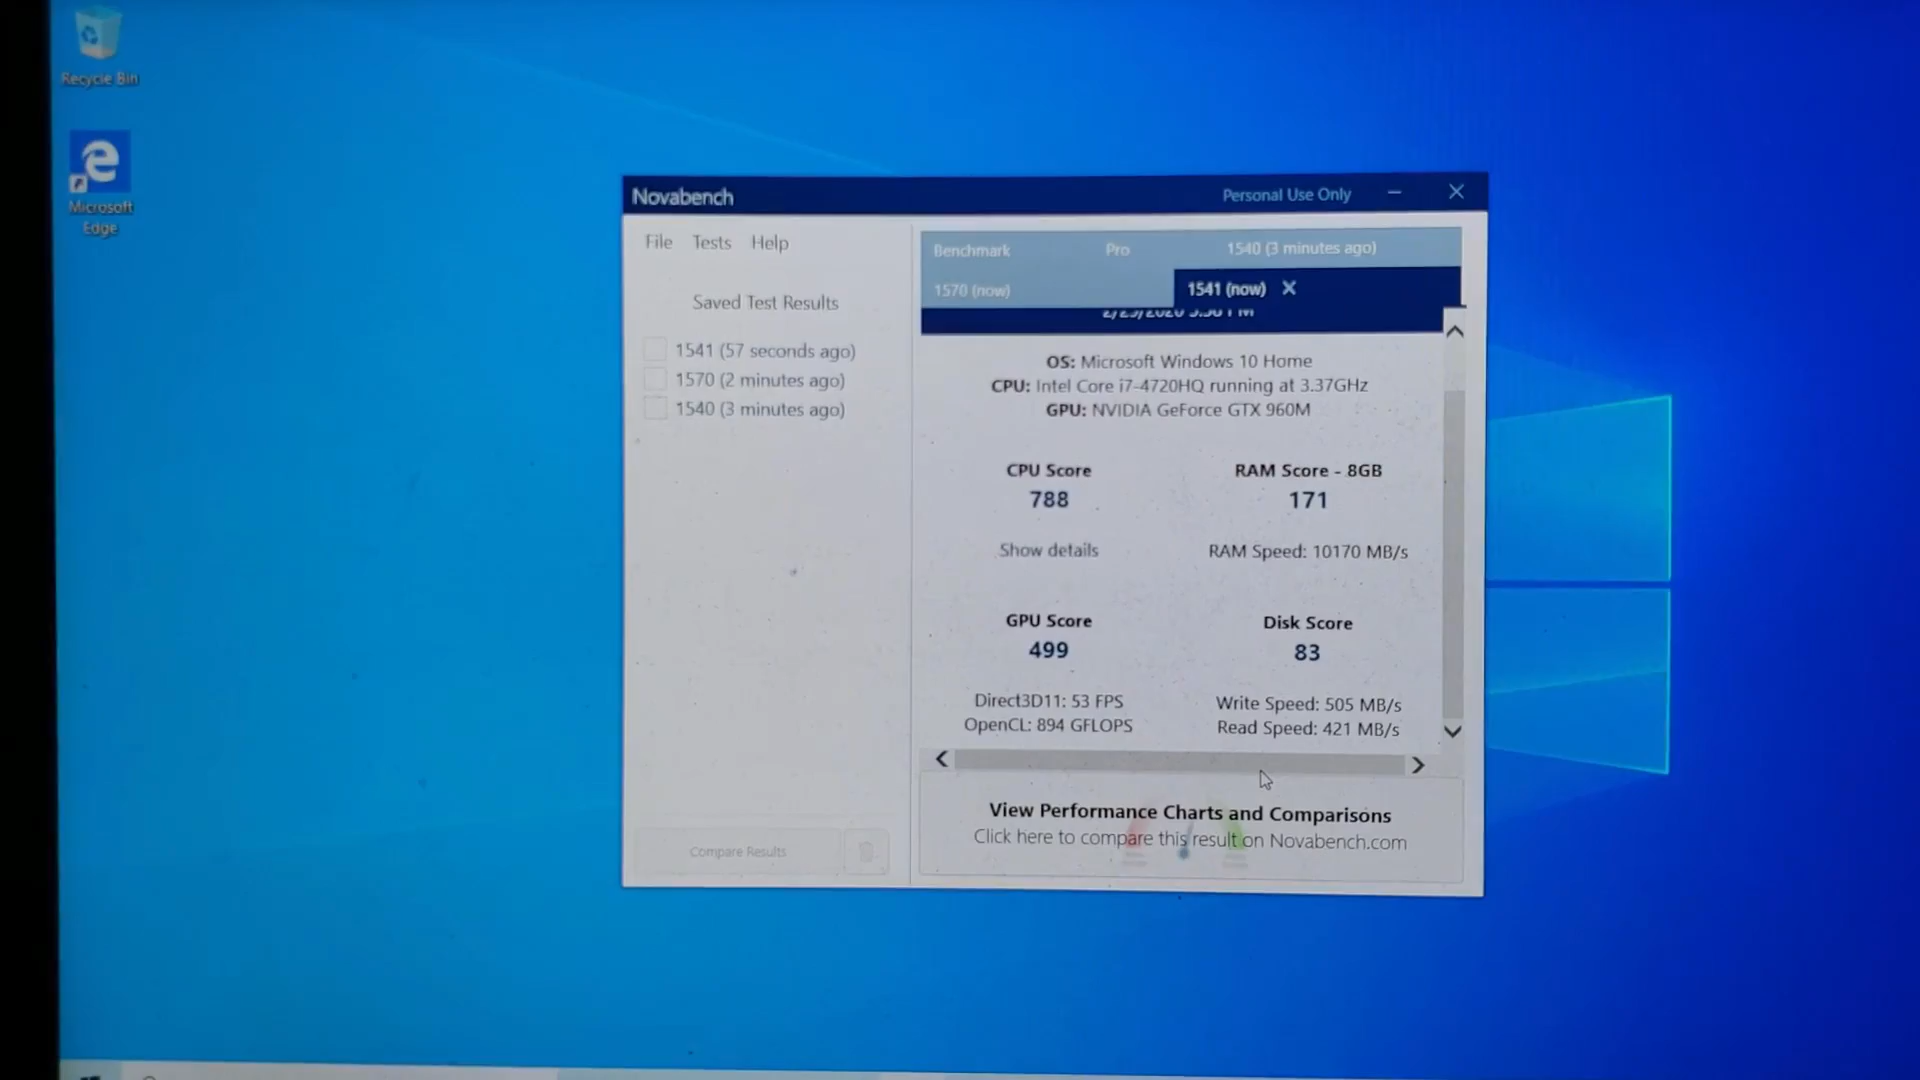 Recycle Bin
Microsoft
Edge
Novabench
Personal Use Only
File Tests Help
Saved Test Results
1541 (57 seconds ago)
1570 (2 minutes ago)
1540 (3 minutes ago)
Compare Results
Benchmark Pro 1540 (3 minutes ago)
1570 (now) 1541 (now)
OS: Microsoft Windows 10 Home
CPU: Intel Core i7-4720HQ running at 3.37GHz
GPU: NVIDIA GeForce GTX 960M
CPU Score
788
Show details
RAM Score - 8GB
171
RAM Speed: 10170 MB/s
GPU Score
499
Direct3D11: 53 FPS
OpenCL: 894 GFLOPS
Disk Score
83
Write Speed: 505 MB/s
Read Speed: 421 MB/s
View Performance Charts and Comparisons
Click here to compare this result on Novabench.com